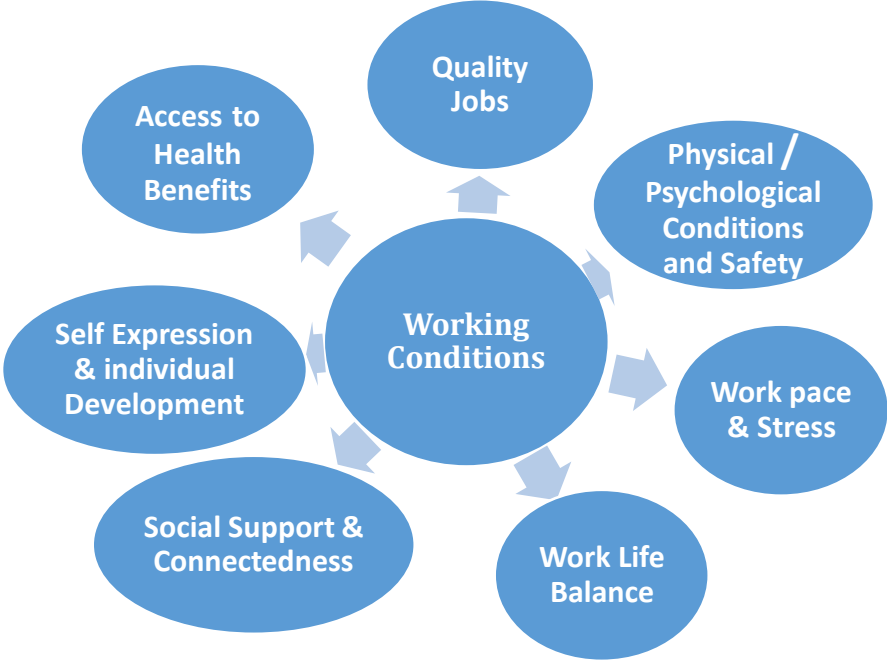 Quality
Jobs
Access to
Health
Benefits
Physical /
Psychological
Conditions
and Safety
Working
Conditions
Self Expression
& individual
Development
Work pace
& Stress
Social Support &
Connectedness
Work Life
Balance